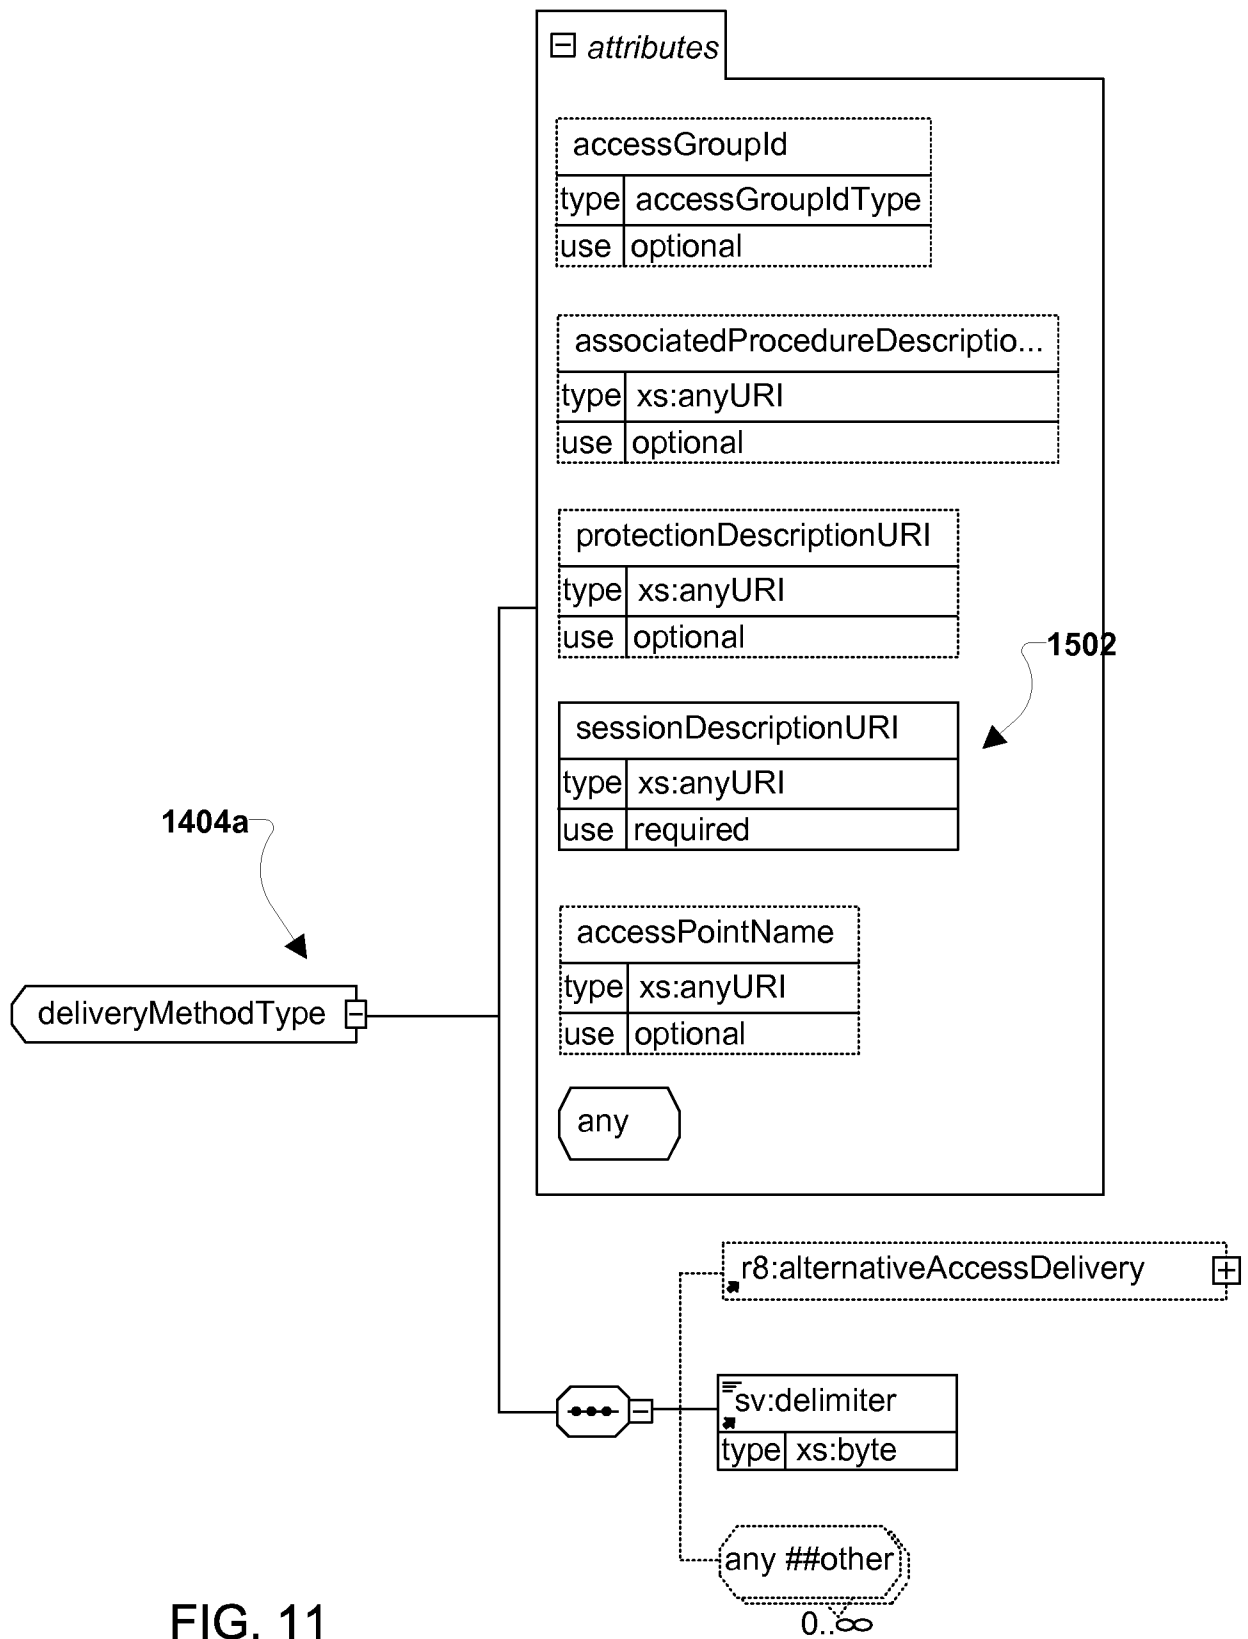 attributes
accessGroupId
type accessGroupIdType
use optional
associatedProcedureDescriptio...
type xs:anyURI
use optional
protectionDescriptionURI
type xs:anyURI
use optional
1502
sessionDescriptionURI
type xs:anyURI
use required
1404a
accessPointName
type xs:anyURI
use optional
deliveryMethodType
any
r8:alternativeAccessDelivery
sv:delimiter
type xs:byte
any ##other
0..∞
FIG. 11